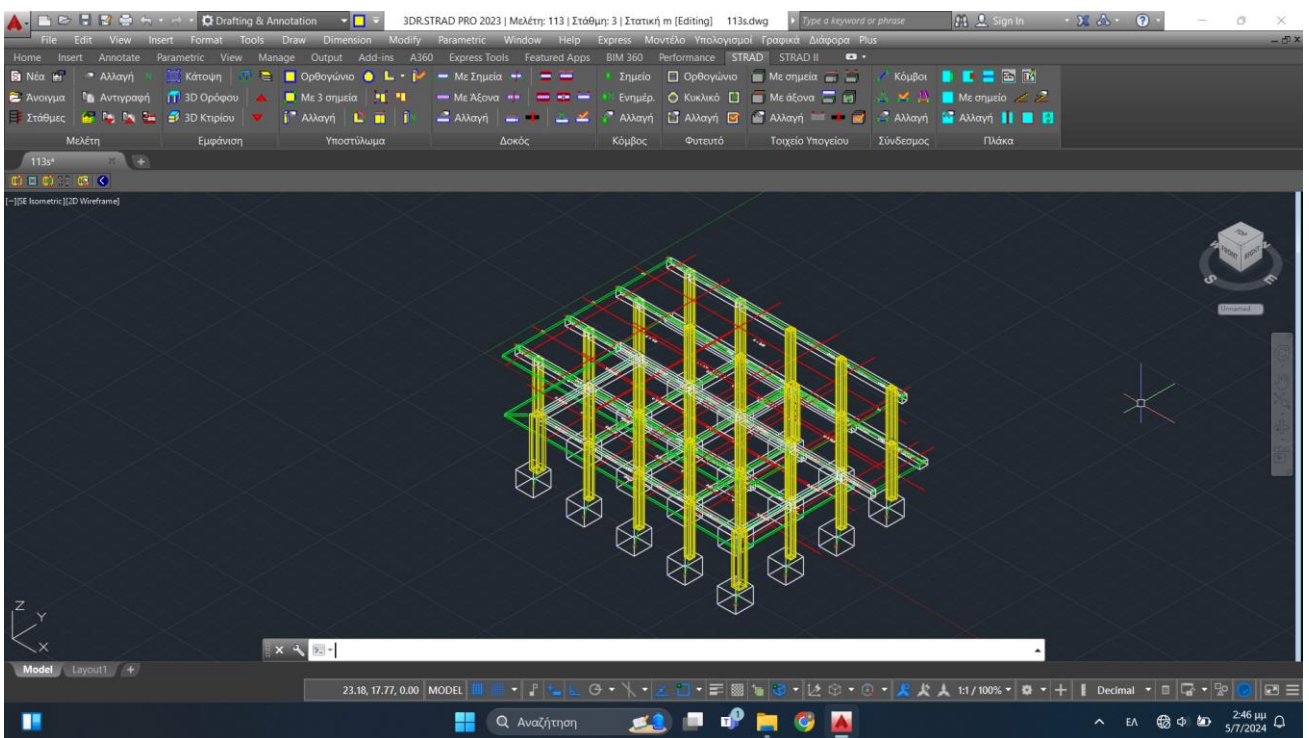 Drafting & Annotation 3DR.STRAD PRO 2023 | Μελέτη: 113 | Στάθμη: 3 | Στατική m [Editing] 113s.dwg Type a keyword or phrase Sign In
File Edit View Insert Format Tools Draw Dimension Modify Parametric Window Help Express Μοντέλο Υπολογισμοί Γραφικά Διάφορα Plus
Home Insert Annotate Parametric View Manage Output Add-ins A360 Express Tools Featured Apps BIM 360 Performance STRAD STRAD II
Νέα Αλλαγή Κάτοψη Ορθογώνιο Με Σημεία Σημείο Ορθογώνιο Με σημεία Κόμβοι
Άνοιγμα Αντιγραφή 3D Ορόφου Με 3 σημεία Με Άξονα Ενημέρ. Κυκλικό Με άξονα Με σημείο
Στάθμες 3D Κτιρίου Αλλαγή Αλλαγή Αλλαγή Αλλαγή Αλλαγή Αλλαγή Αλλαγή
Μελέτη Εμφάνιση Υποστύλωμα Δοκός Κόμβος Φυτευτό Τοιχείο Υπογείου Σύνδεσμος Πλάκα
113s*
[−][SE Isometric][2D Wireframe]
TOP
FRONT RIGHT
S E
Unnamed
Z
Y
X
Model Layout1 +
23.18, 17.77, 0.00 MODEL 1:1 / 100% Decimal
Αναζήτηση ΕΛ 2:46 μμ
5/7/2024